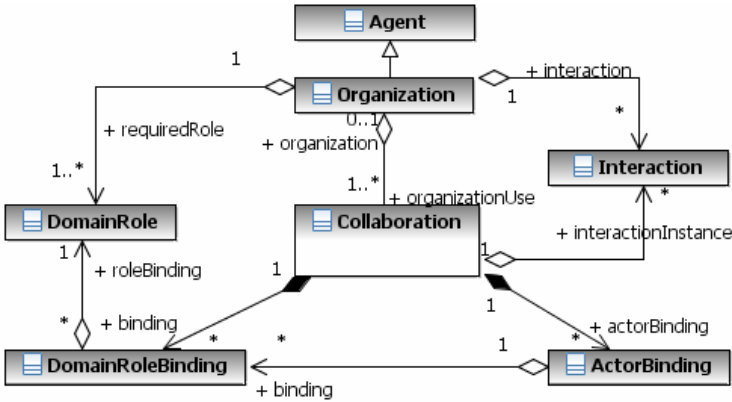 Agent
1
Organization
+ interaction
1
0..1
*
+ requiredRole
+ organization
1..*
1..*
Interaction
+ organizationUse
*
DomainRole
Collaboration
1
+ roleBinding
1
+ interactionInstance
1
1
*
+ binding
+ actorBinding
*
*
1
*
DomainRoleBinding
ActorBinding
+ binding